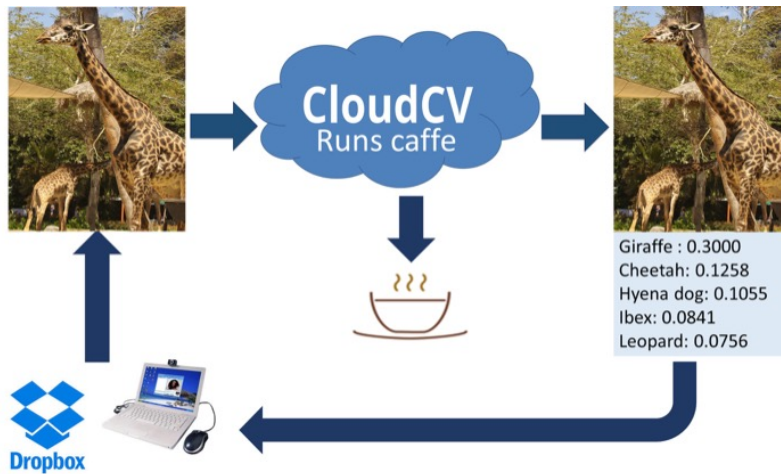 CloudCV
Runs caffe
Giraffe : 0.3000
Cheetah: 0.1258
Hyena dog: 0.1055
Ibex: 0.0841
Leopard: 0.0756
Dropbox